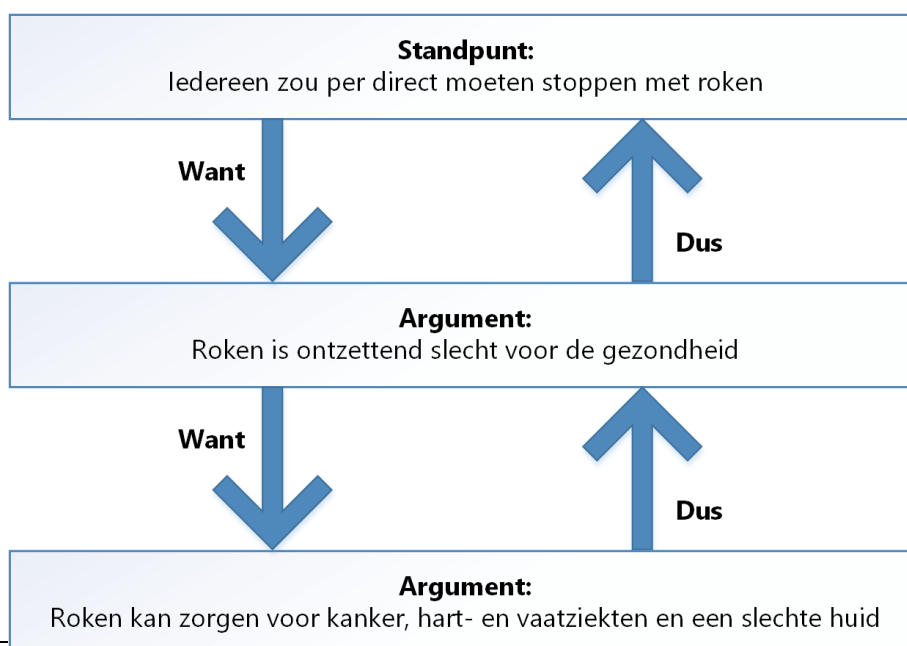 Standpunt:
Iedereen zou per direct moeten stoppen met roken
Want
Dus
Argument:
Roken is ontzettend slecht voor de gezondheid
Want
Dus
Argument:
Roken kan zorgen voor kanker, hart- en vaatziekten en een slechte huid